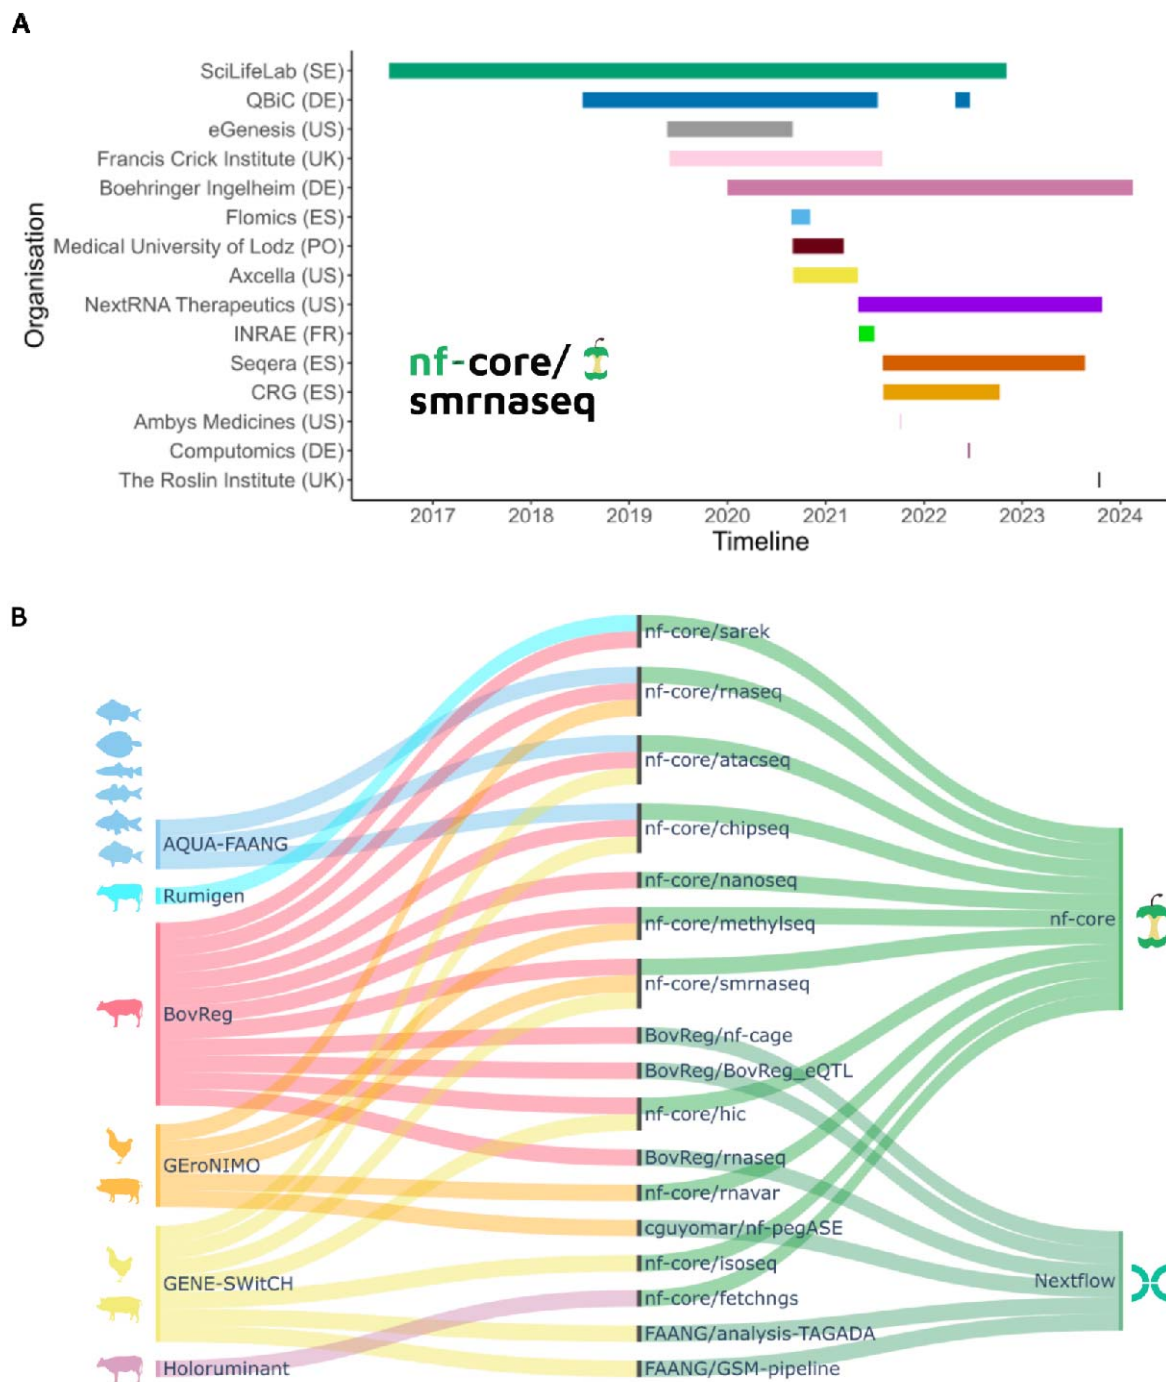 A
Organisation
SciLifeLab (SE)
QBiC (DE)
eGenesis (US)
Francis Crick Institute (UK)
Boehringer Ingelheim (DE)
Flomics (ES)
Medical University of Lodz (PO)
Axcella (US)
NextRNA Therapeutics (US)
INRAE (FR)
Seqera (ES)
CRG (ES)
Ambys Medicines (US)
Computomics (DE)
The Roslin Institute (UK)
nf-core/
smrnaseq
2017 2018 2019 2020 2021 2022 2023 2024
Timeline
B
AQUA-FAANG
Rumigen
BovReg
GEroNIMO
GENE-SWitCH
Holoruminant
nf-core/sarek
nf-core/rnaseq
nf-core/atacseq
nf-core/chipseq
nf-core/nanoseq
nf-core/methylseq
nf-core/smrnaseq
BovReg/nf-cage
BovReg/BovReg_eQTL
nf-core/hic
BovReg/rnaseq
nf-core/rnavar
cguyomar/nf-pegASE
nf-core/isoseq
nf-core/fetchngs
FAANG/analysis-TAGADA
FAANG/GSM-pipeline
nf-core
Nextflow